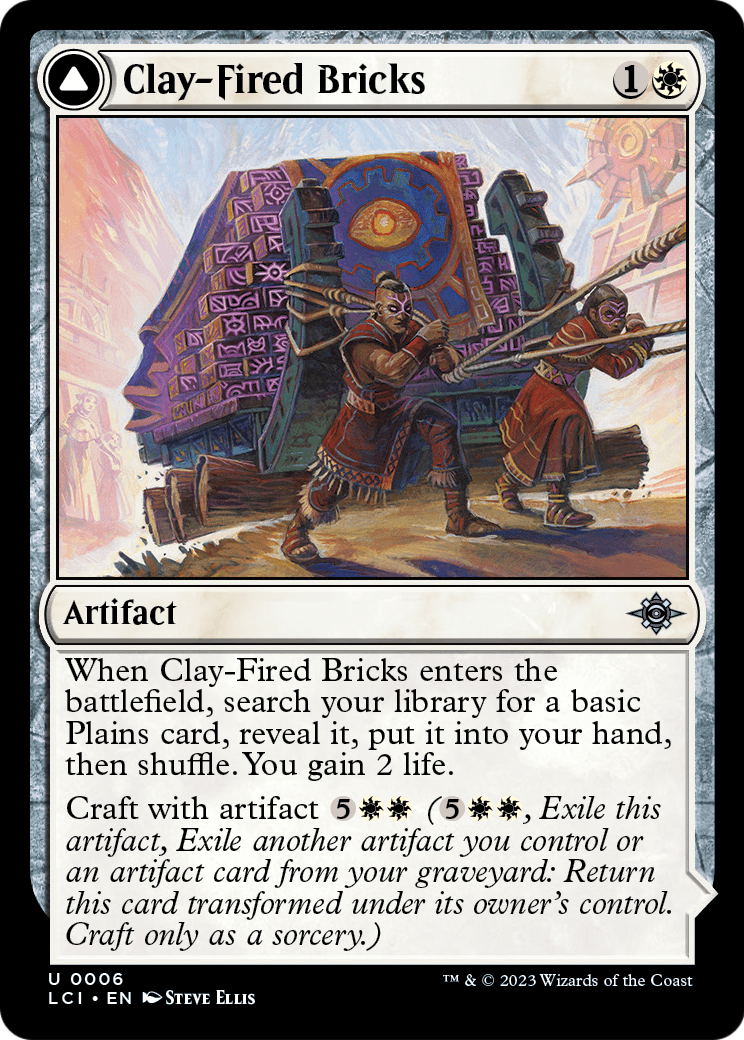 Clay-Fired Bricks 1
Artifact
When Clay-Fired Bricks enters the
battlefield, search your library for a basic
Plains card, reveal it, put it into your hand,
then shuffle. You gain 2 life.
Craft with artifact 5 (5, Exile this
artifact, Exile another artifact you control or
an artifact card from your graveyard: Return
this card transformed under its owner's control.
Craft only as a sorcery.)
U 0006
LCI • EN Steve Ellis
™ & © 2023 Wizards of the Coast